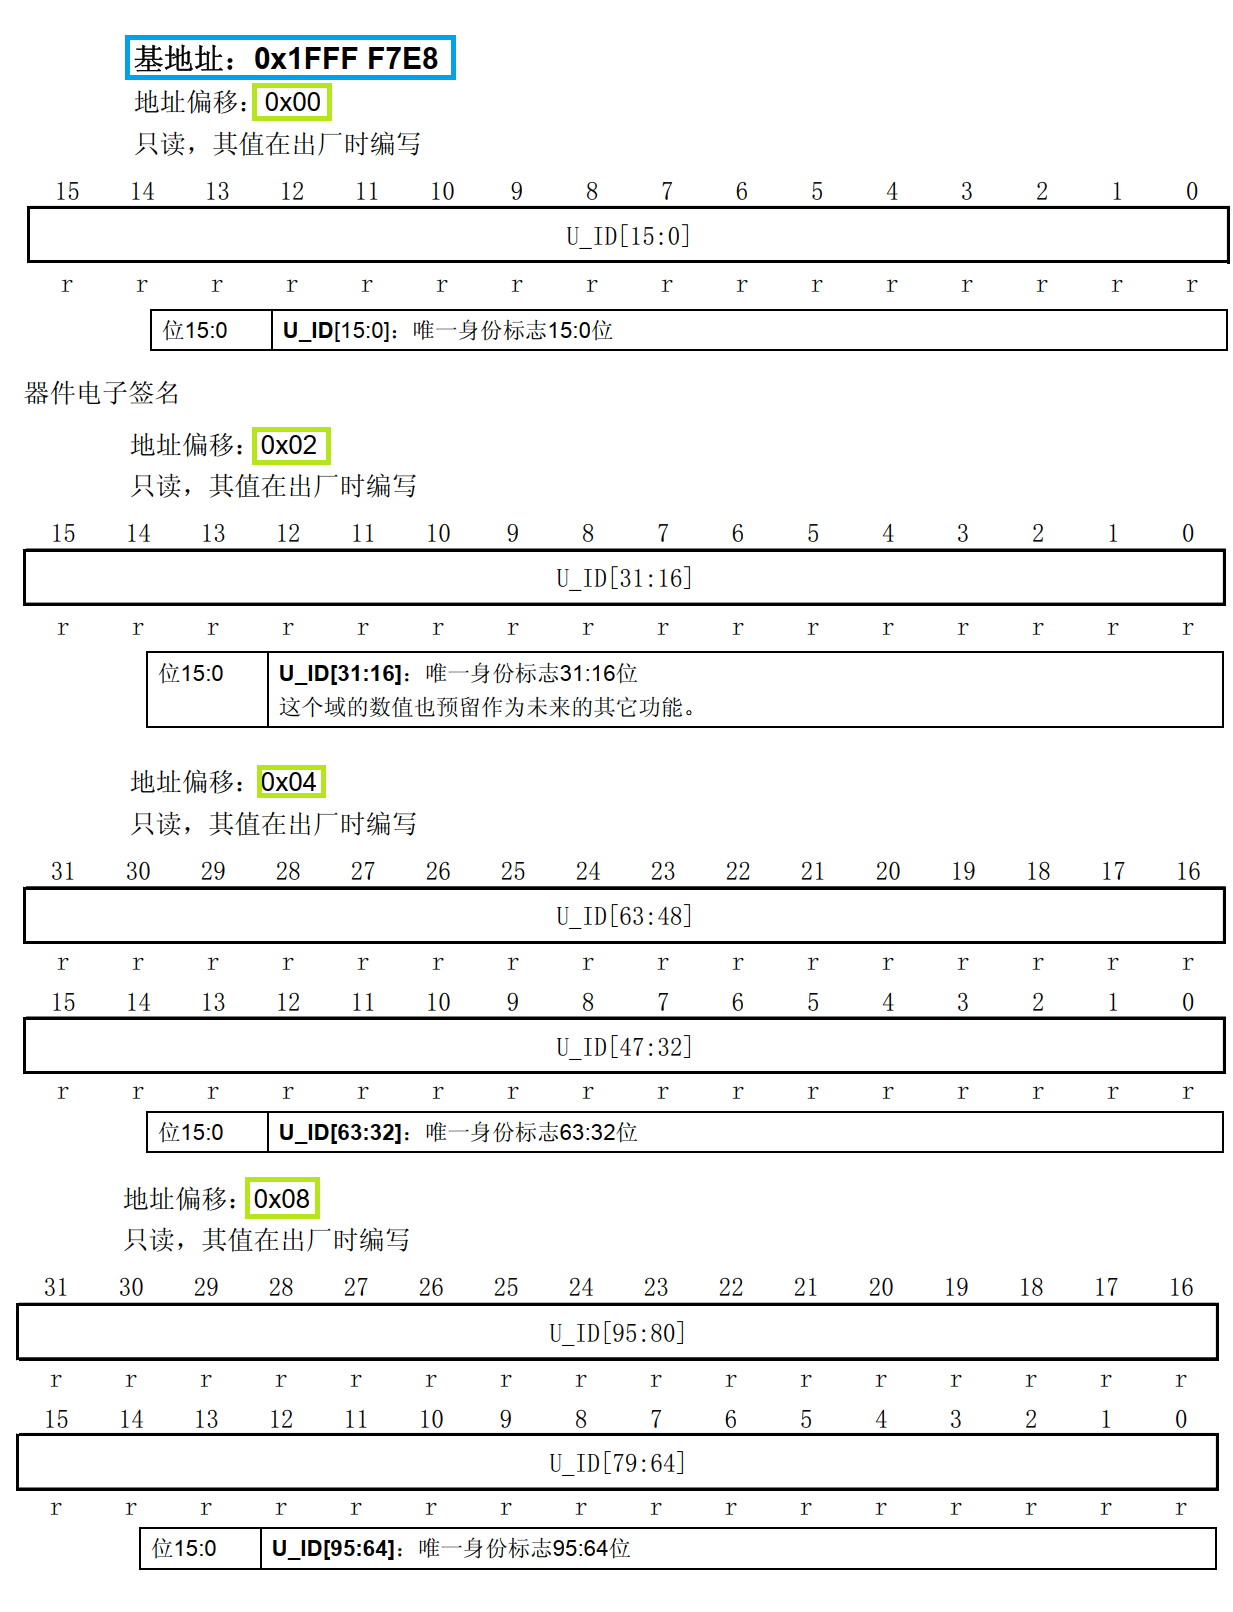 基地址：0x1FFF F7E8
地址偏移：0x00
只读，其值在出厂时编写
15 14 13 12 11 10 9 8 7 6 5 4 3 2 1 0
U_ID[15:0]
r r r r r r r r r r r r r r r r
位15:0 U_ID[15:0]：唯一身份标志15:0位
器件电子签名
地址偏移：0x02
只读，其值在出厂时编写
15 14 13 12 11 10 9 8 7 6 5 4 3 2 1 0
U_ID[31:16]
r r r r r r r r r r r r r r r r
位15:0 U_ID[31:16]：唯一身份标志31:16位
这个域的数值也预留作为未来的其它功能。
地址偏移：0x04
只读，其值在出厂时编写
31 30 29 28 27 26 25 24 23 22 21 20 19 18 17 16
U_ID[63:48]
r r r r r r r r r r r r r r r r
15 14 13 12 11 10 9 8 7 6 5 4 3 2 1 0
U_ID[47:32]
r r r r r r r r r r r r r r r r
位15:0 U_ID[63:32]：唯一身份标志63:32位
地址偏移：0x08
只读，其值在出厂时编写
31 30 29 28 27 26 25 24 23 22 21 20 19 18 17 16
U_ID[95:80]
r r r r r r r r r r r r r r r r
15 14 13 12 11 10 9 8 7 6 5 4 3 2 1 0
U_ID[79:64]
r r r r r r r r r r r r r r r r
位15:0 U_ID[95:64]：唯一身份标志95:64位